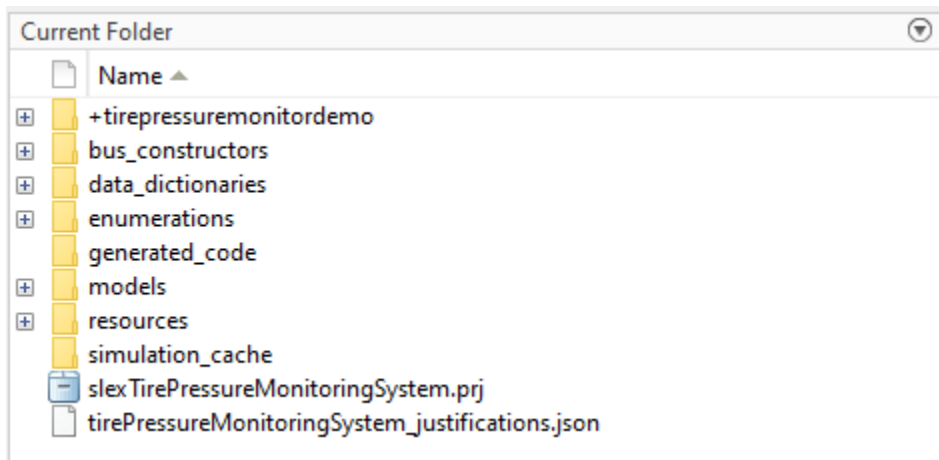 Current Folder
Name
+tirepressuremonitordemo
bus_constructors
data_dictionaries
enumerations
generated_code
models
resources
simulation_cache
slexTirePressureMonitoringSystem.prj
tirePressureMonitoringSystem_justifications.json